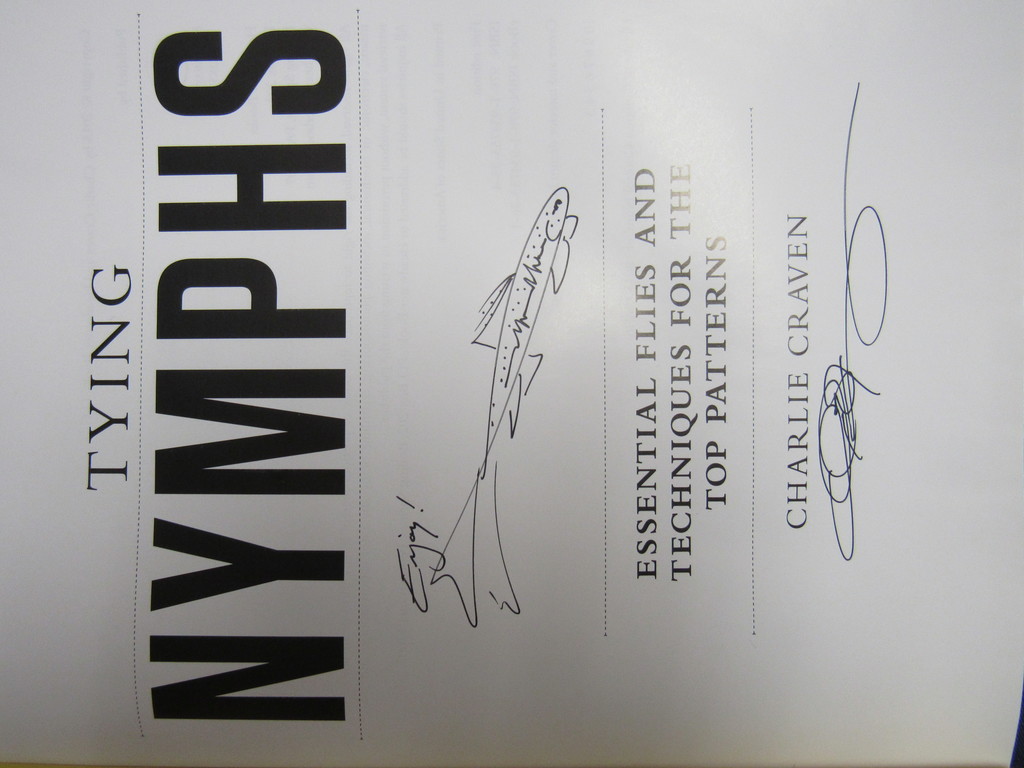 TYING
NYMPHS
Enjoy!
ESSENTIAL FLIES AND
TECHNIQUES FOR THE
TOP PATTERNS
CHARLIE CRAVEN